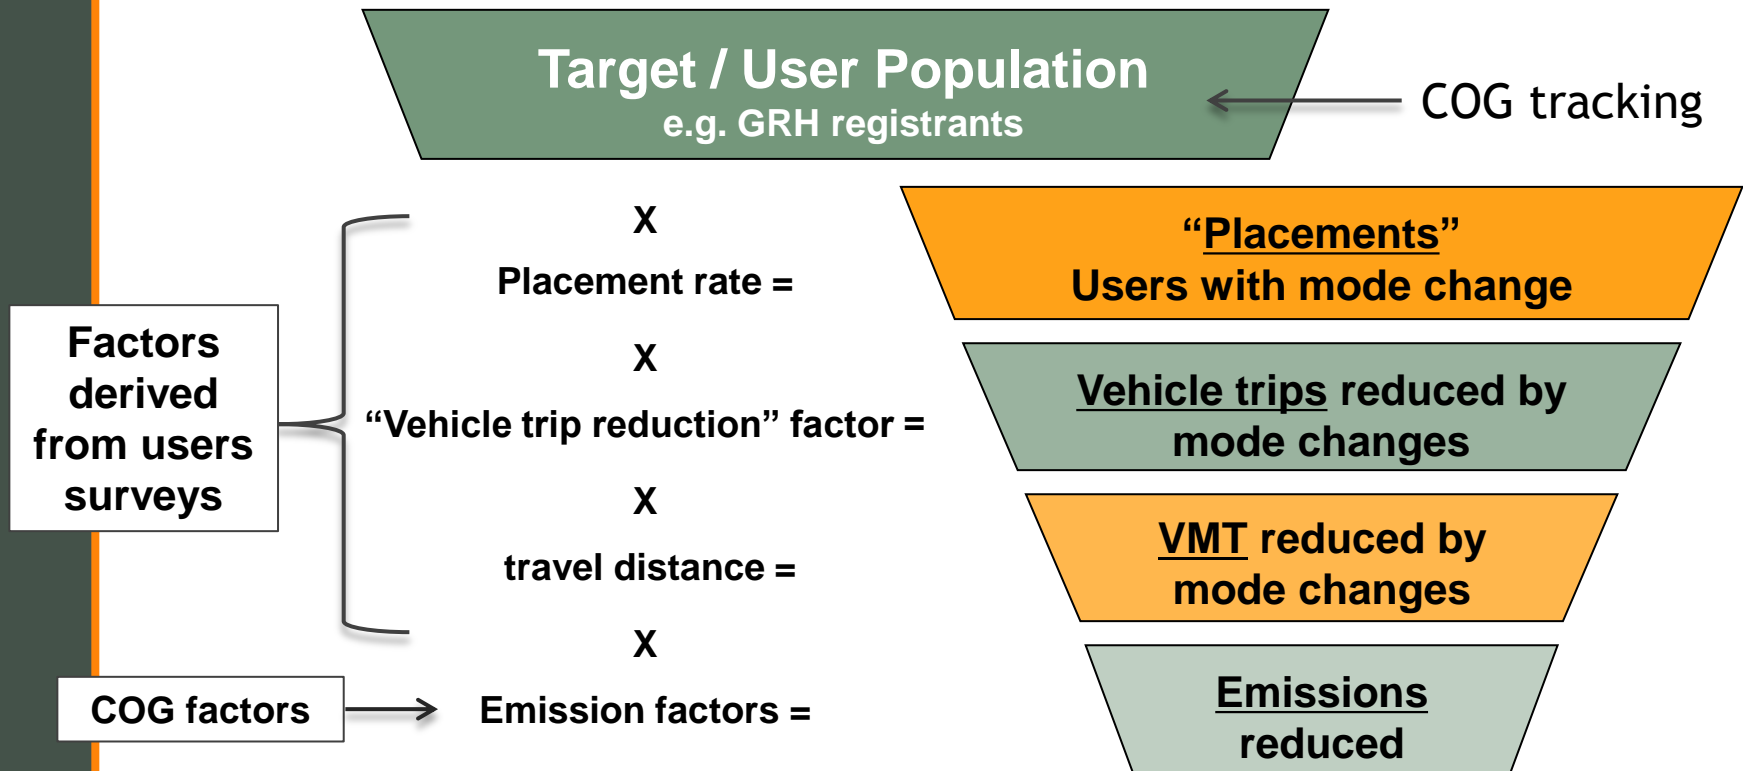 Target / User Population
e.g. GRH registrants
COG tracking
X
Placement rate =
“Placements”
Users with mode change
Factors
derived
from users
surveys
X
“Vehicle trip reduction” factor =
Vehicle trips reduced by
mode changes
X
travel distance =
VMT reduced by
mode changes
X
COG factors
Emission factors =
Emissions
reduced